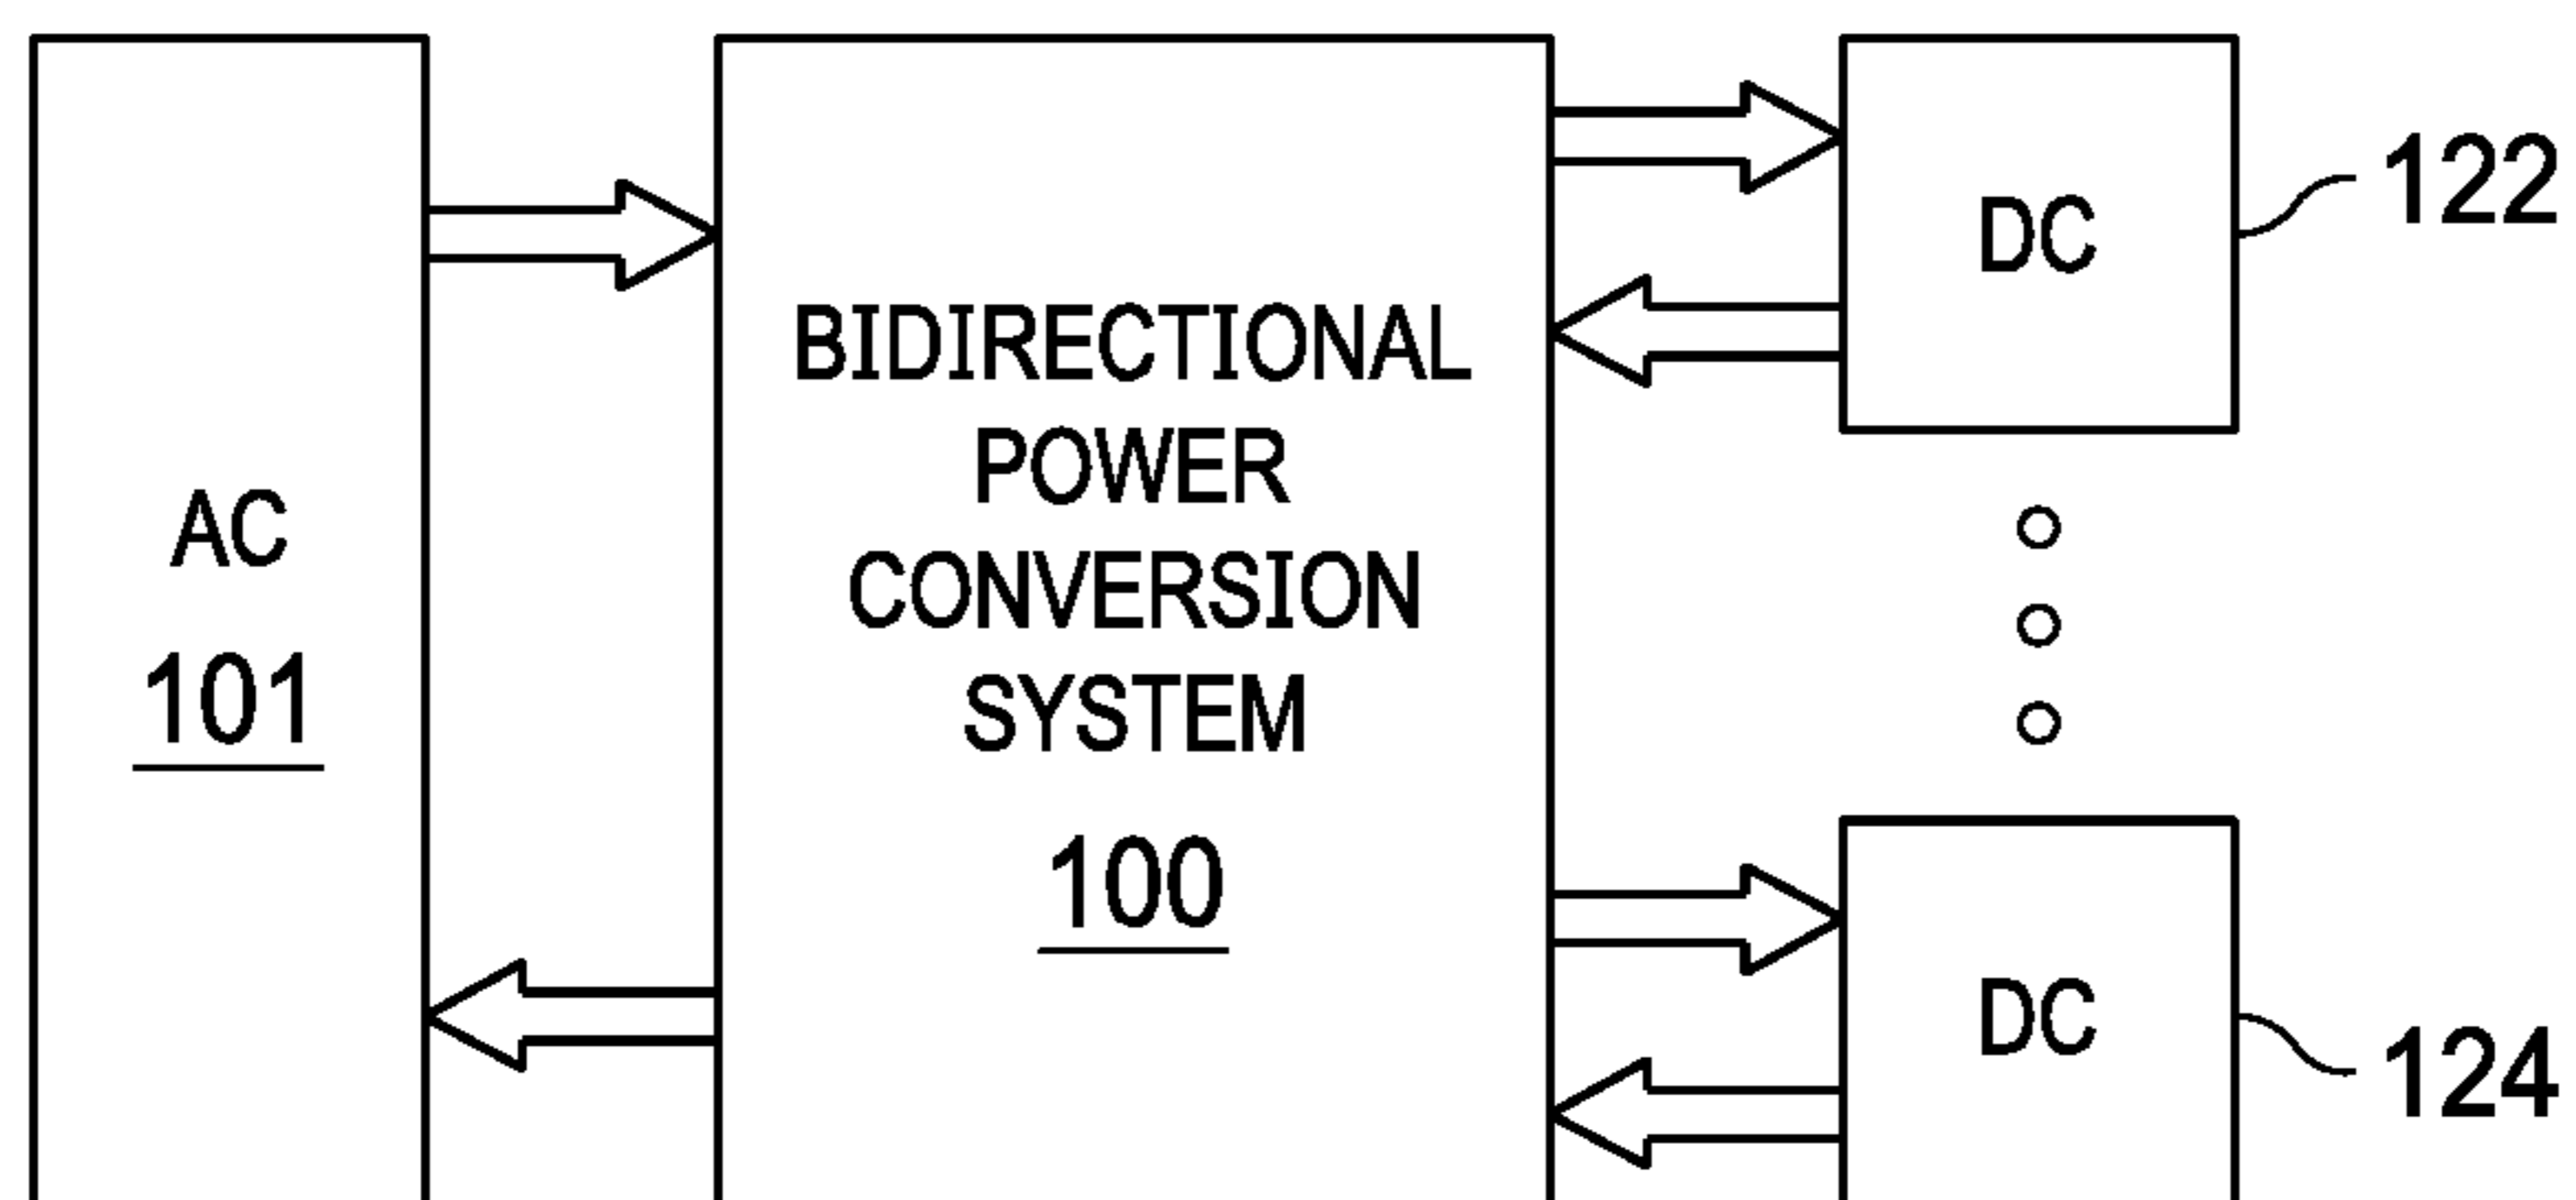 AC
101
BIDIRECTIONAL
POWER
CONVERSION
SYSTEM
100
DC
122
DC
124